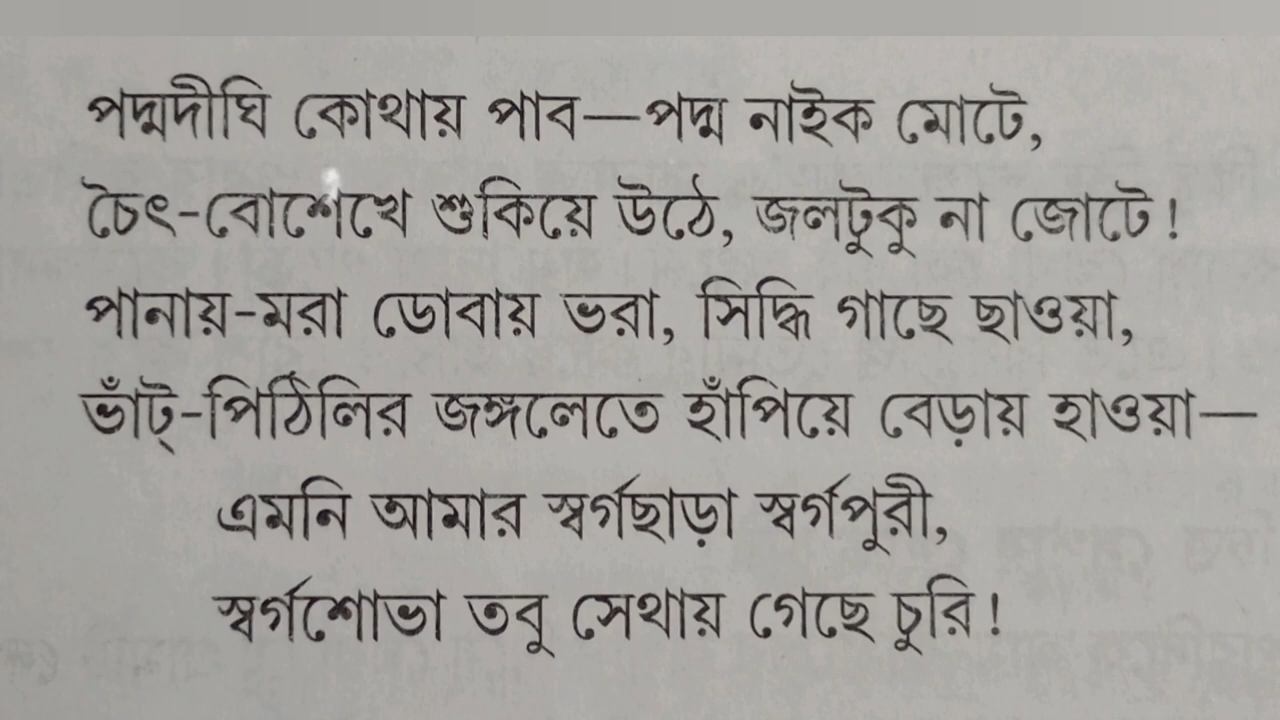 পদ্মদীঘি কোথায় পাব—পদ্ম নাইক মোটে,
চৈৎ-বোশেখে শুকিয়ে উঠে, জলটুকু না জোটে!
পানায়-মরা ডোবায় ভরা, সিদ্ধি গাছে ছাওয়া,
ভাঁট্-পিঠিলির জঙ্গলেতে হাঁপিয়ে বেড়ায় হাওয়া—
এমনি আমার স্বর্গছাড়া স্বর্গপুরী,
স্বর্গশোভা তবু সেথায় গেছে চুরি!